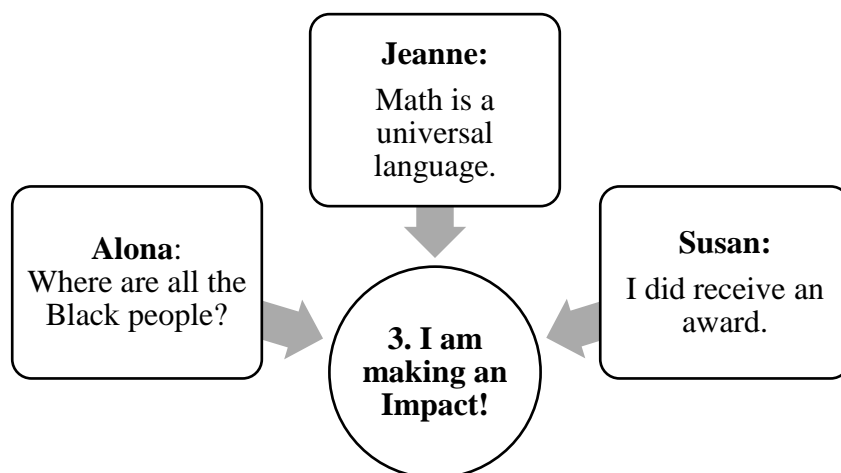 Jeanne:
Math is a
universal
language.
Alona:
Where are all the
Black people?
Susan:
I did receive an
award.
3. I am
making an
Impact!